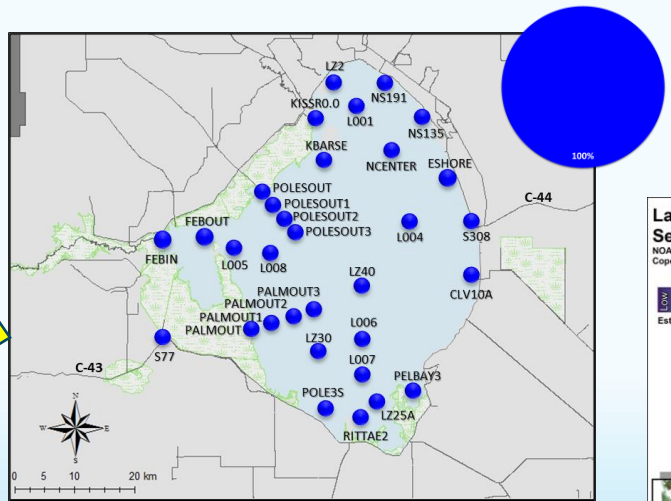 100%
LZ2
NS191
KISSR0.0
L001
NS135
KBARSE
NCENTER
ESHORE
POLESOUT
POLESOUT1
POLESOUT2
POLESOUT3
C-44
FEBOUT
FEBIN
L005
L008
L004
S308
LZ40
CLV10A
PALMOUT3
PALMOUT2
PALMOUT1
PALMOUT
L006
S77
LZ30
L007
C-43
PELBAY3
POLE3S
LZ25A
RITTAE2
N
W
E
S
0 5 10 20 km
La
Se
NOA
Cope
Low
Est